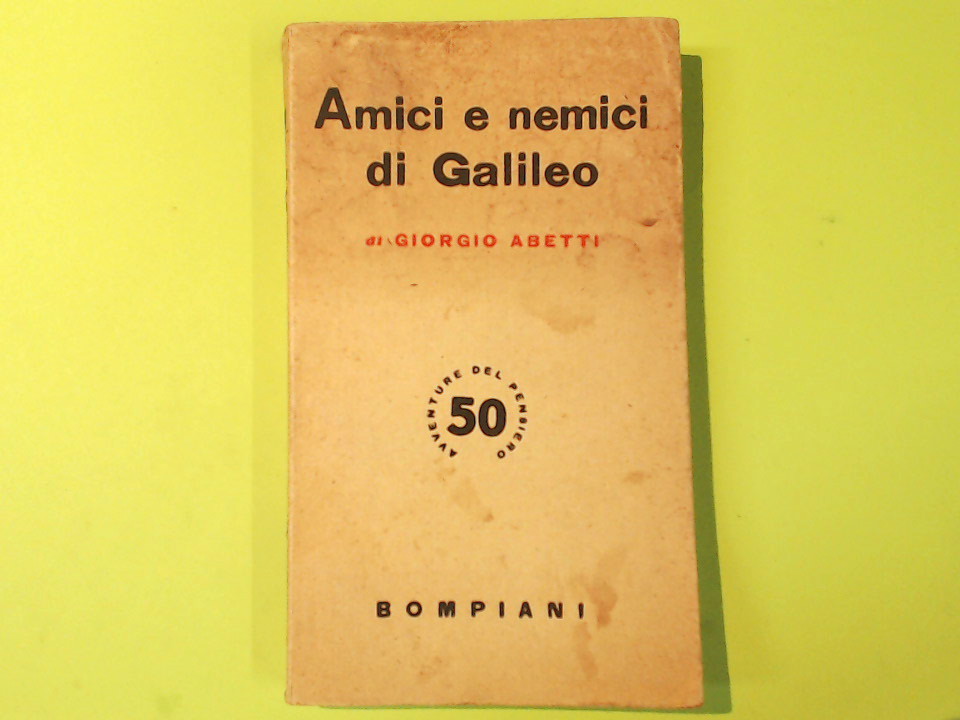 Amici e nemici
di Galileo
di GIORGIO ABETTI
AVVENTURE DEL PENSIERO
50
BOMPIANI